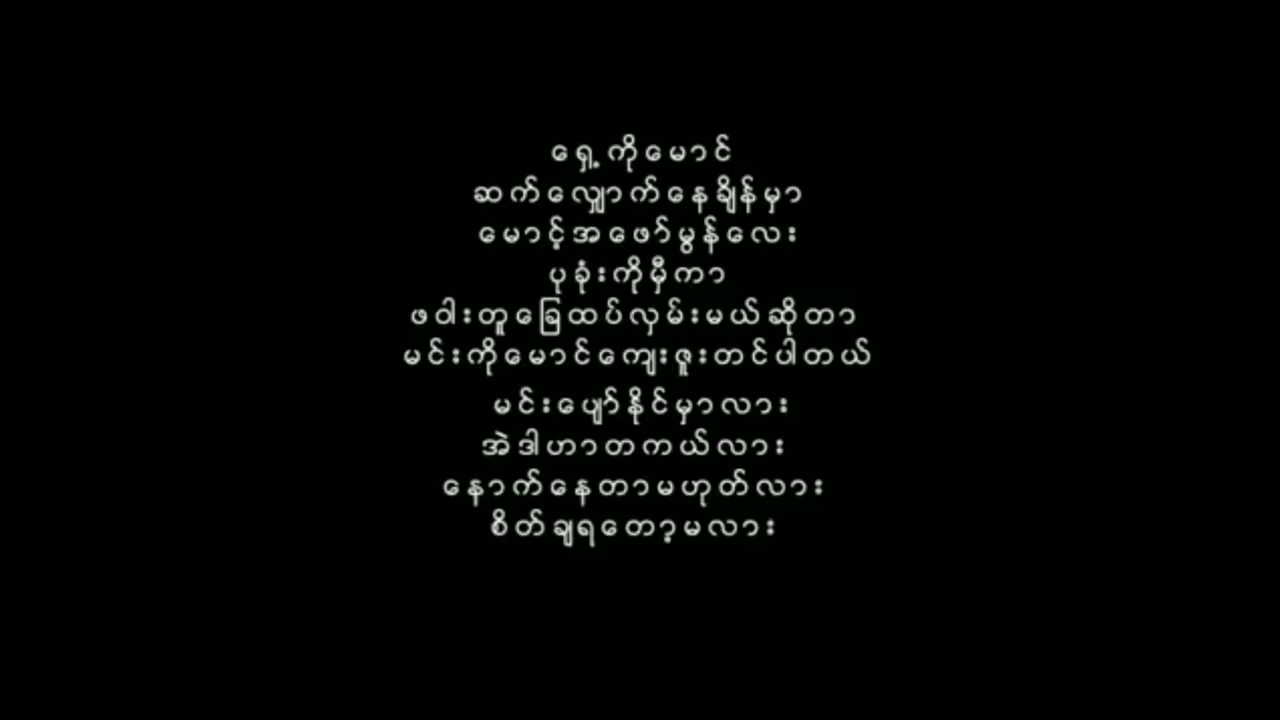 ရှေ့ကိုမောင်
ဆက်လျှောက်နေချိန်မှာ
မောင့်အဖော်မွန်လေး
ပုခုံးကိုမှီကာ
ဖဝါးတူခြေထပ်လှမ်းမယ်ဆိုတာ
မင်းကိုမောင်ကျေးဇူးတင်ပါတယ်
မင်းပျော်နိုင်မှာလား
အဲဒါဟာတကယ်လား
နောက်နေတာမဟုတ်လား
စိတ်ချရတော့မလား